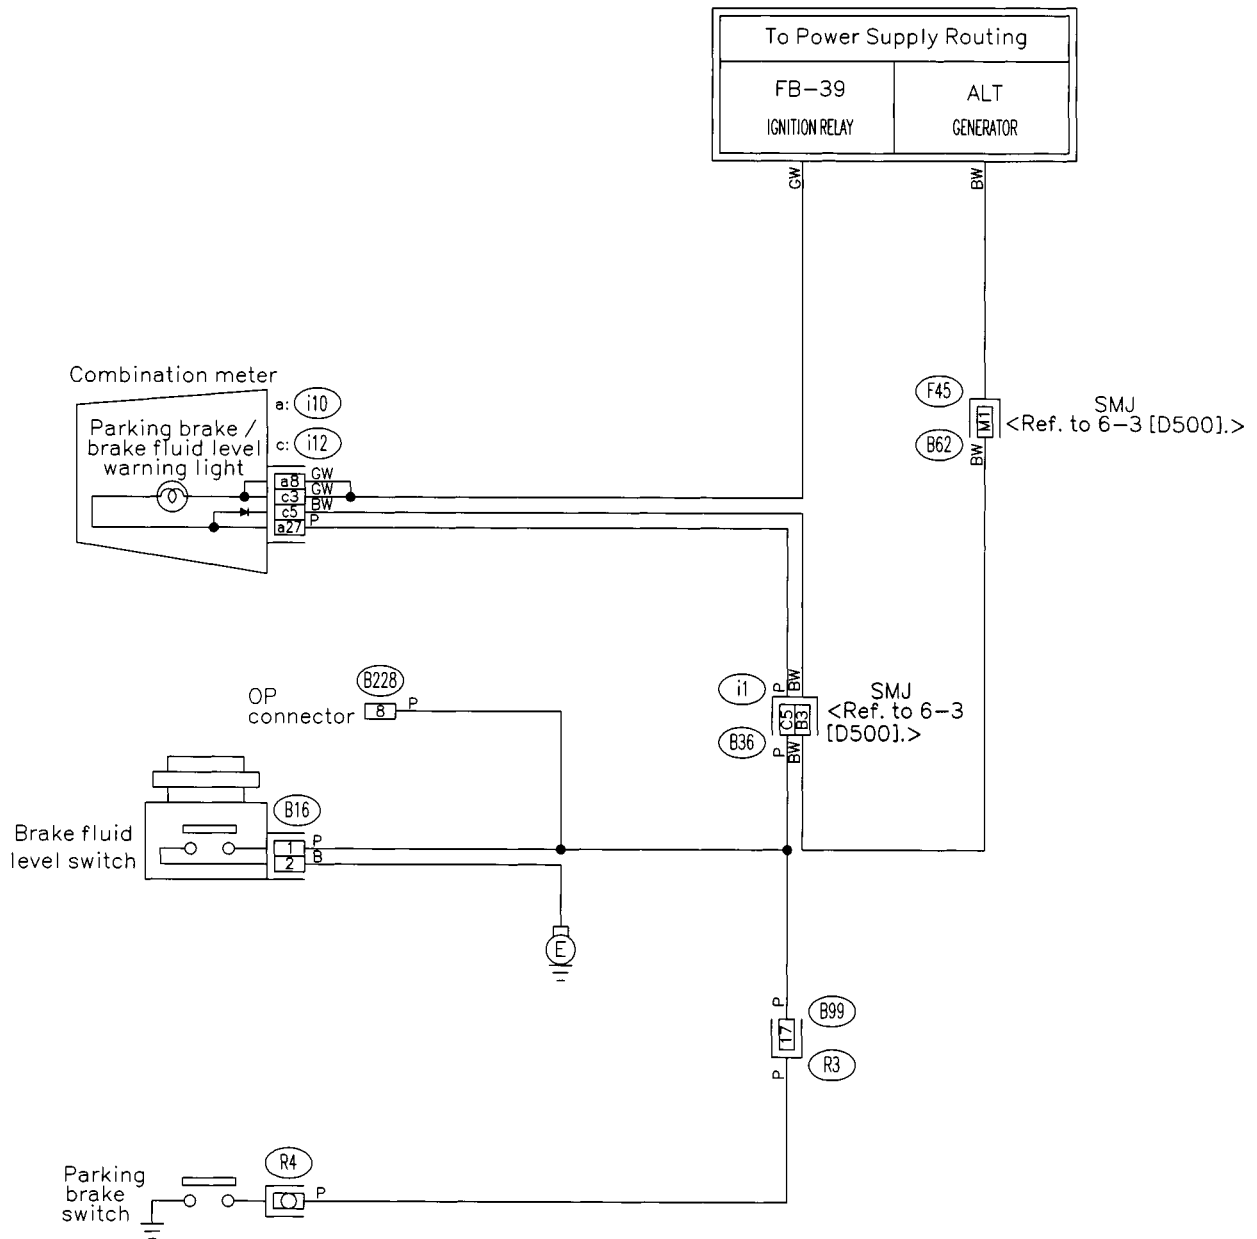 To Power Supply Routing
FB-39
IGNITION RELAY
ALT
GENERATOR
GW
BW
Combination meter
a: i10
c: i12
Parking brake /
brake fluid level
warning light
a8 GW
c3 GW
c5 BW
a27 P
F45
M1
B62
BW
SMJ
<Ref. to 6-3 [D500].>
OP
connector
B228
8 P
i1
P BW
C5 B3
B36
P BW
SMJ
<Ref. to 6-3
[D500].>
B16
Brake fluid
level switch
1 P
2 B
E
P
B99
17
R3
P
Parking
brake
switch
R4
P